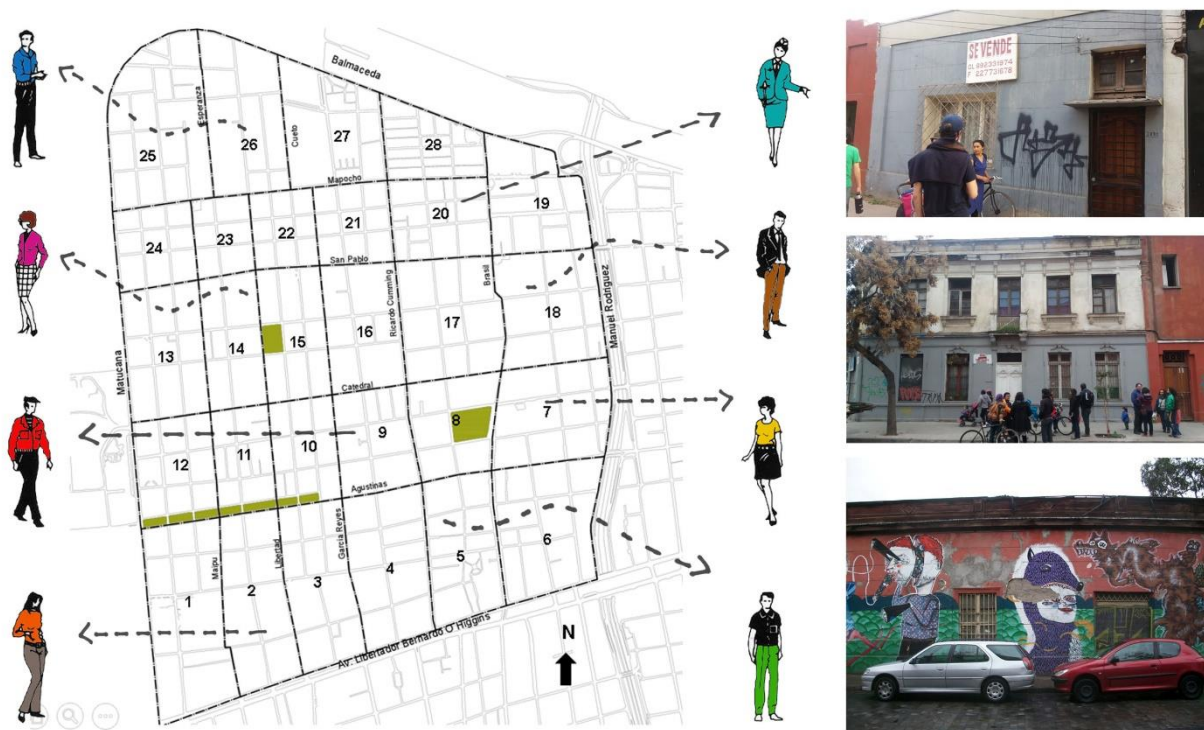 Balmaceda
Esperanza
Cueto
27
28
26
25
Mapocho
20
19
21
22
23
24
San Pablo
Ricardo Cumming
Brasil
Manuel Rodriguez
18
17
16
15
14
13
Matucana
Catedral
7
8
9
10
11
12
Agustinas
Garcia Reyes
Libertad
Maipu
6
5
4
3
2
1
Av. Libertador Bernardo O Higgins
N
SE VENDE
F 227731678